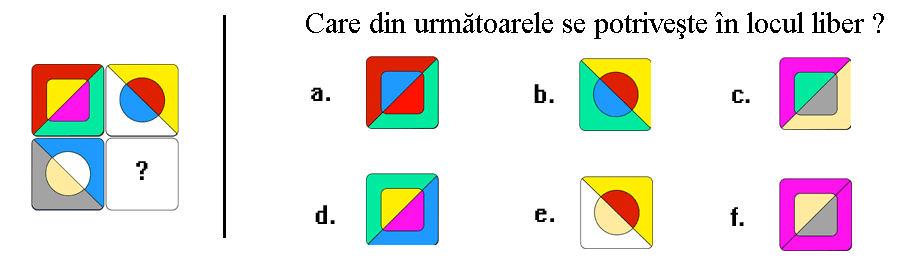 Care din următoarele se potriveşte în locul liber ?
a. b. c.
?
d. e. f.